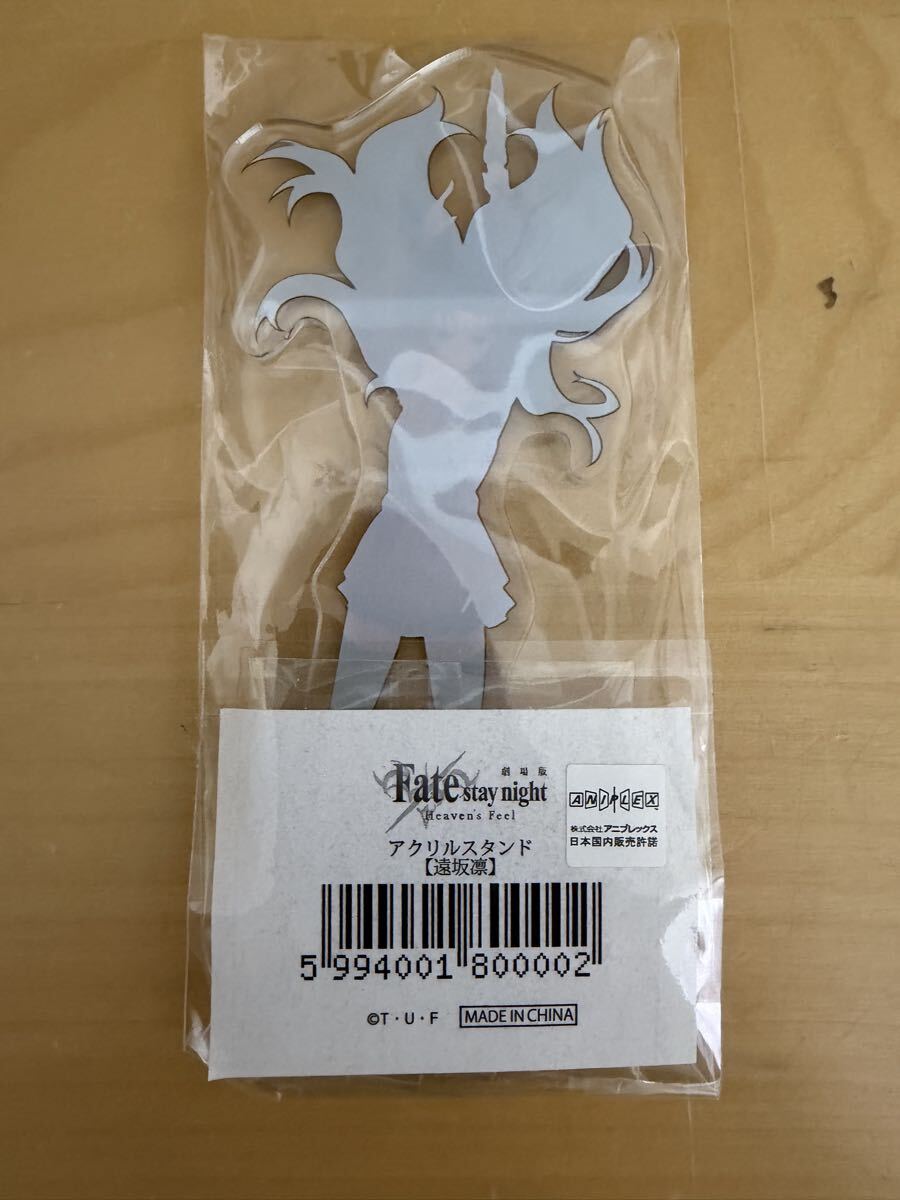 劇場版
Fate stay night
Heaven's Feel
アクリルスタンド
【遠坂凛】
ANIPLEX
株式会社アニプレックス
日本国内販売許諾
5 994001 800002
©T・U・F
MADE IN CHINA